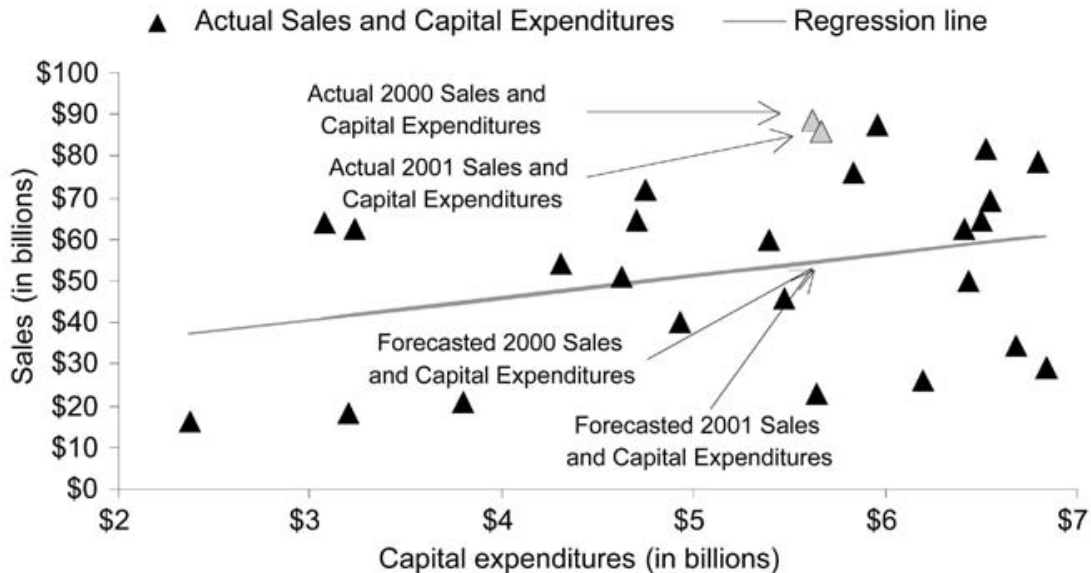 Actual Sales and Capital Expenditures
Regression line
$100
$90
$80
$70
$60
$50
$40
$30
$20
$10
$0
Sales (in billions)
Actual 2000 Sales and
Capital Expenditures
Actual 2001 Sales and
Capital Expenditures
Forecasted 2000 Sales
and Capital Expenditures
Forecasted 2001 Sales
and Capital Expenditures
$2
$3
$4
$5
$6
$7
Capital expenditures (in billions)